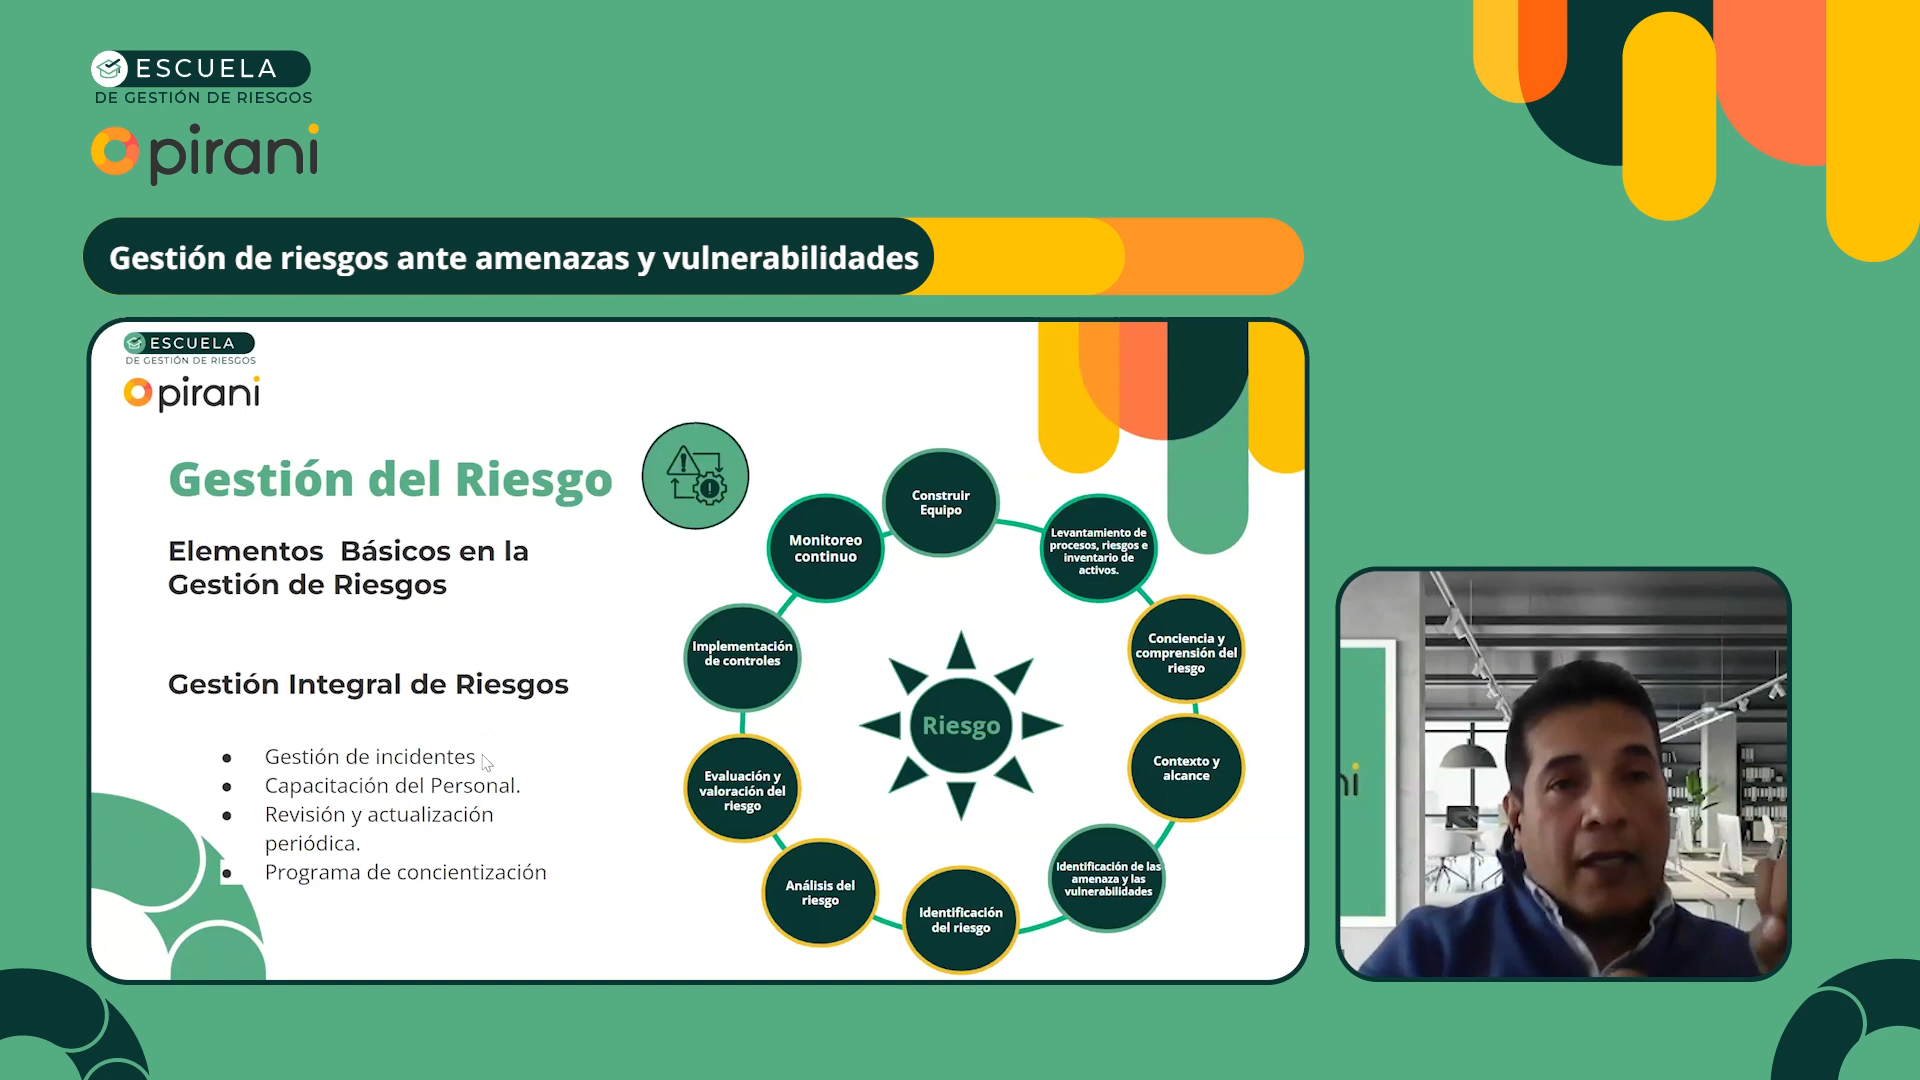 ESCUELA
DE GESTIÓN DE RIESGOS
pirani
Gestión de riesgos ante amenazas y vulnerabilidades
ESCUELA
DE GESTIÓN DE RIESGOS
pirani
Gestión del Riesgo
Elementos  Básicos en la
Gestión de Riesgos
Gestión Integral de Riesgos
● Gestión de incidentes
● Capacitación del Personal.
● Revisión y actualización
periódica.
● Programa de concientización
Construir
Equipo
Levantamiento de
procesos, riesgos e
inventario de
activos.
Conciencia y
comprensión del
riesgo
Contexto y
alcance
Identificación de las
amenaza y las
vulnerabilidades
Identificación
del riesgo
Análisis del
riesgo
Evaluación y
valoración del
riesgo
Implementación
de controles
Monitoreo
continuo
Riesgo
ni